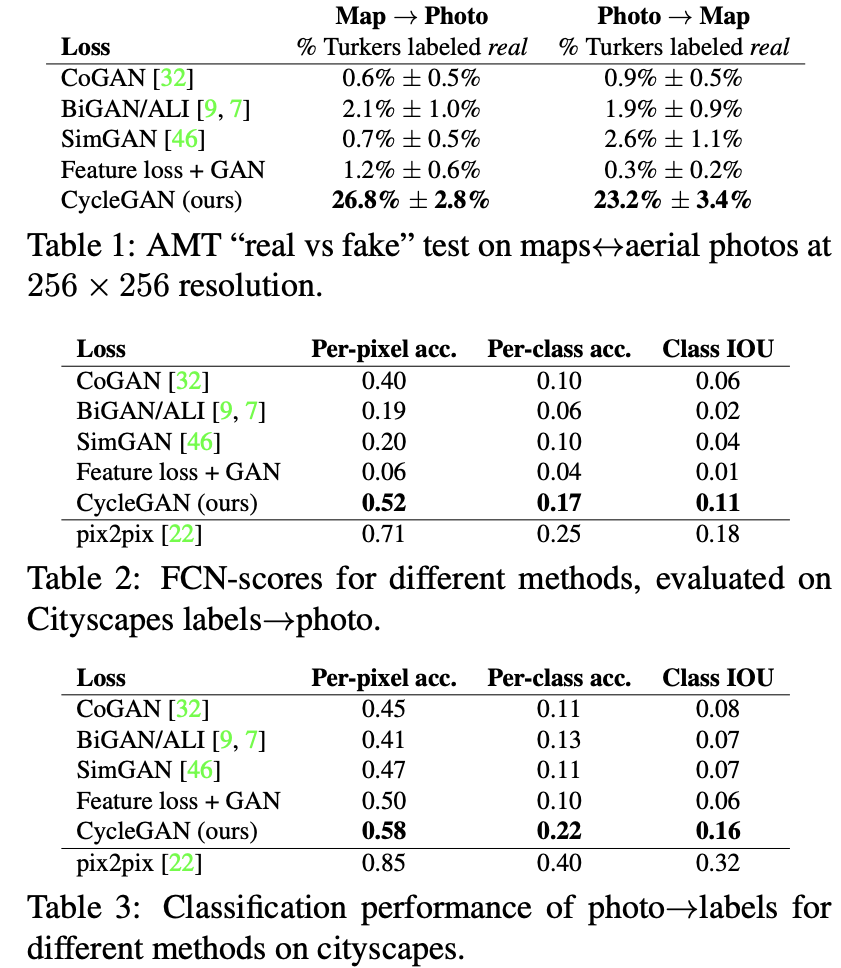 Map → Photo Photo → Map
Loss % Turkers labeled real % Turkers labeled real
CoGAN [32] 0.6% ± 0.5% 0.9% ± 0.5%
BiGAN/ALI [9, 7] 2.1% ± 1.0% 1.9% ± 0.9%
SimGAN [46] 0.7% ± 0.5% 2.6% ± 1.1%
Feature loss + GAN 1.2% ± 0.6% 0.3% ± 0.2%
CycleGAN (ours) 26.8% ± 2.8% 23.2% ± 3.4%
Table 1: AMT “real vs fake” test on maps↔aerial photos at
256 × 256 resolution.
Loss Per-pixel acc. Per-class acc. Class IOU
CoGAN [32] 0.40 0.10 0.06
BiGAN/ALI [9, 7] 0.19 0.06 0.02
SimGAN [46] 0.20 0.10 0.04
Feature loss + GAN 0.06 0.04 0.01
CycleGAN (ours) 0.52 0.17 0.11
pix2pix [22] 0.71 0.25 0.18
Table 2: FCN-scores for different methods, evaluated on
Cityscapes labels→photo.
Loss Per-pixel acc. Per-class acc. Class IOU
CoGAN [32] 0.45 0.11 0.08
BiGAN/ALI [9, 7] 0.41 0.13 0.07
SimGAN [46] 0.47 0.11 0.07
Feature loss + GAN 0.50 0.10 0.06
CycleGAN (ours) 0.58 0.22 0.16
pix2pix [22] 0.85 0.40 0.32
Table 3: Classification performance of photo→labels for
different methods on cityscapes.